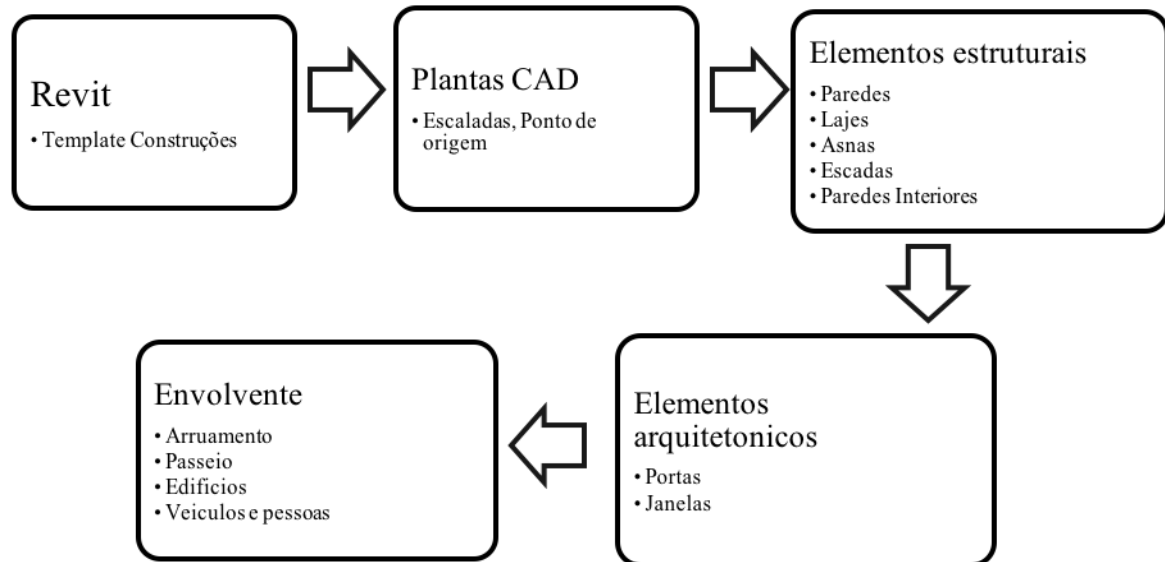 Revit
• Template Construções
Plantas CAD
• Escaladas, Ponto de
origem
Elementos estruturais
• Paredes
• Lajes
• Asnas
• Escadas
• Paredes Interiores
Elementos
arquitetonicos
• Portas
• Janelas
Envolvente
• Arruamento
• Passeio
• Edificios
• Veiculos e pessoas